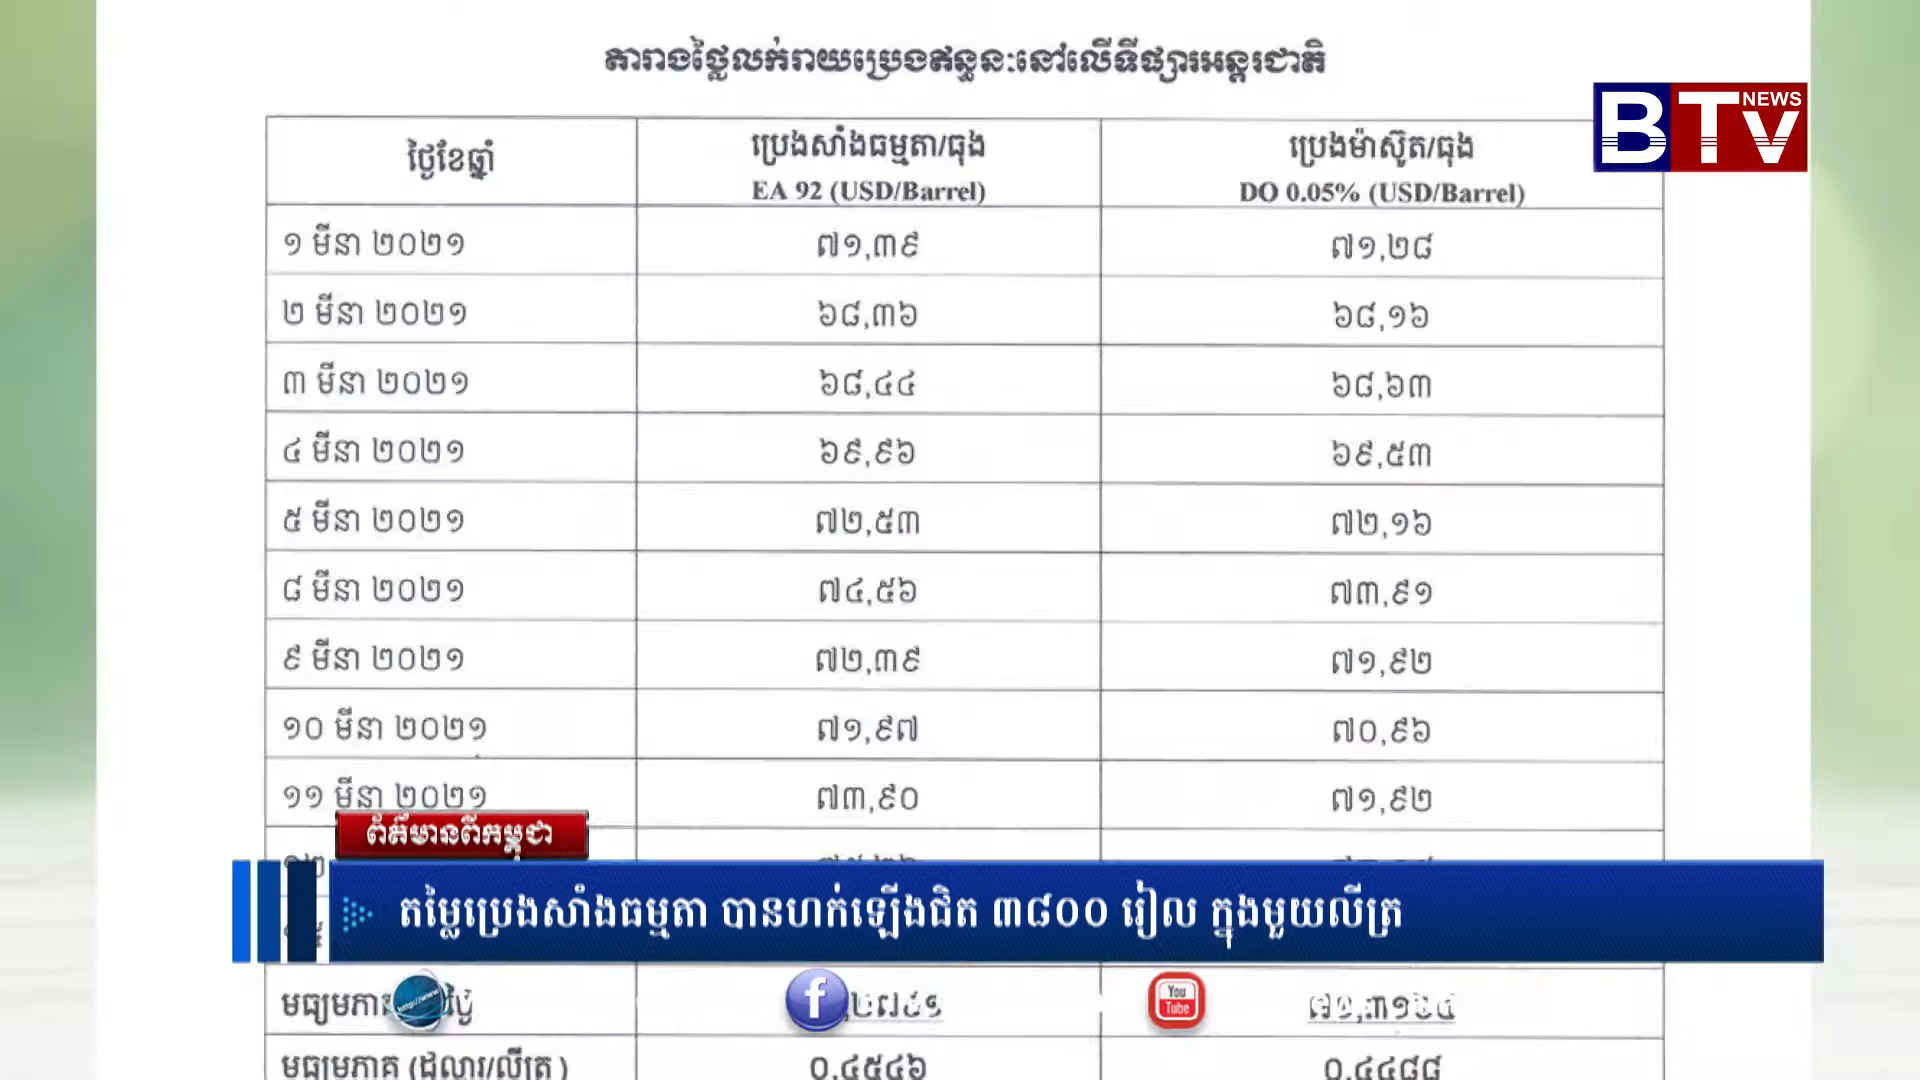 តារាងថ្លៃលក់រាយប្រេងឥន្ធនៈនៅលើទីផ្សារអន្តរជាតិ
BTV NEWS
ថ្ងៃខែឆ្នាំ ប្រេងសាំងធម្មតា/ធុង ប្រេងម៉ាស៊ូត/ធុង
EA 92 (USD/Barrel) DO 0.05% (USD/Barrel)
១ មីនា ២០២១ ៧១,៣៩ ៧១,២៨
២ មីនា ២០២១ ៦៨,៣៦ ៦៨,១៦
៣ មីនា ២០២១ ៦៨,៤៤ ៦៨,៦៣
៤ មីនា ២០២១ ៦៩,៩៦ ៦៩,៥៣
៥ មីនា ២០២១ ៧២,៥៣ ៧២,១៦
៨ មីនា ២០២១ ៧៤,៥៦ ៧៣,៩១
៩ មីនា ២០២១ ៧២,៣៩ ៧១,៩២
១០ មីនា ២០២១ ៧១,៩៧ ៧០,៩៦
១១ មីនា ២០២១ ៧៣,៩០ ៧១,៩២
ព័ត៌មានពីកម្ពុជា
តម្លៃប្រេងសាំងធម្មតា បានហក់ឡើងជិត ៣៨០០ រៀល ក្នុងមួយលីត្រ
មធ្យមភាគ (ដុល្លារ/លីត្រ) ០,៤៥៤៦ ០,៤៤៨៨